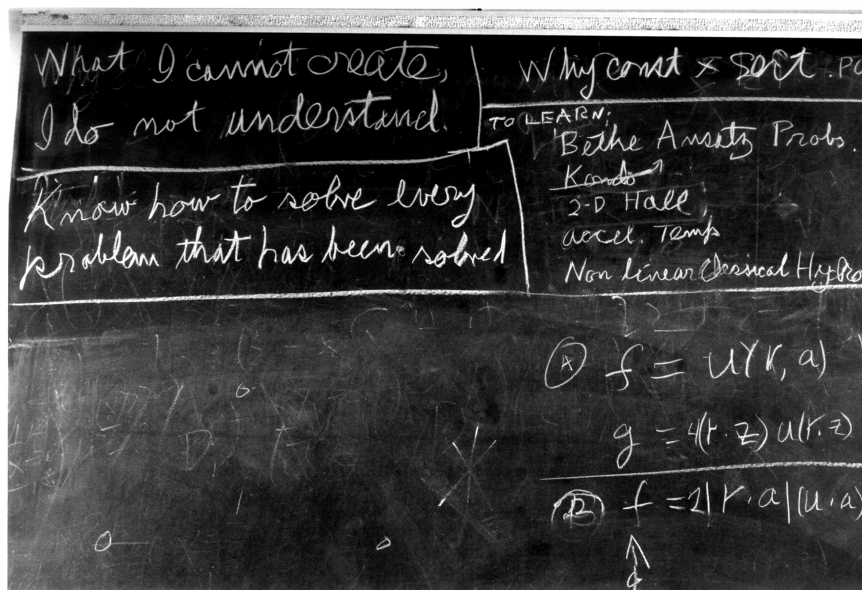 What I cannot create,
I do not understand.
Know how to solve every
problem that has been solved
Why const × sort . PO
TO LEARN:
Bethe Ansatz Probs.
Kondo
2-D Hall
accel. Temp
Non linear Classical Hydro
(A) f = u(r, a)
g = 4(r·z) u(r·z)
(B) f = 2|r·a|(u·a)